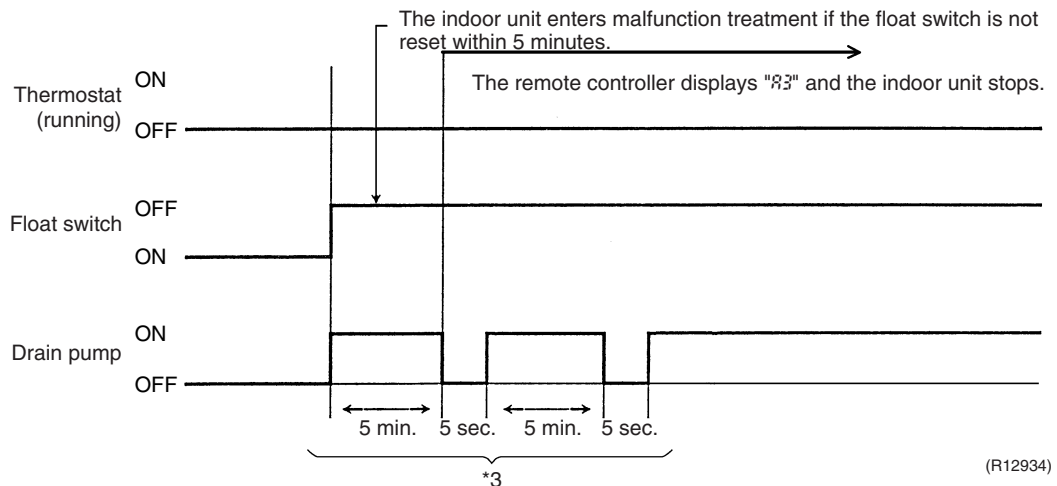 The indoor unit enters malfunction treatment if the float switch is not
reset within 5 minutes.
The remote controller displays "A3" and the indoor unit stops.
Thermostat
(running)
ON
OFF
Float switch
OFF
ON
Drain pump
ON
OFF
5 min.
5 sec.
5 min.
5 sec.
*3
(R12934)